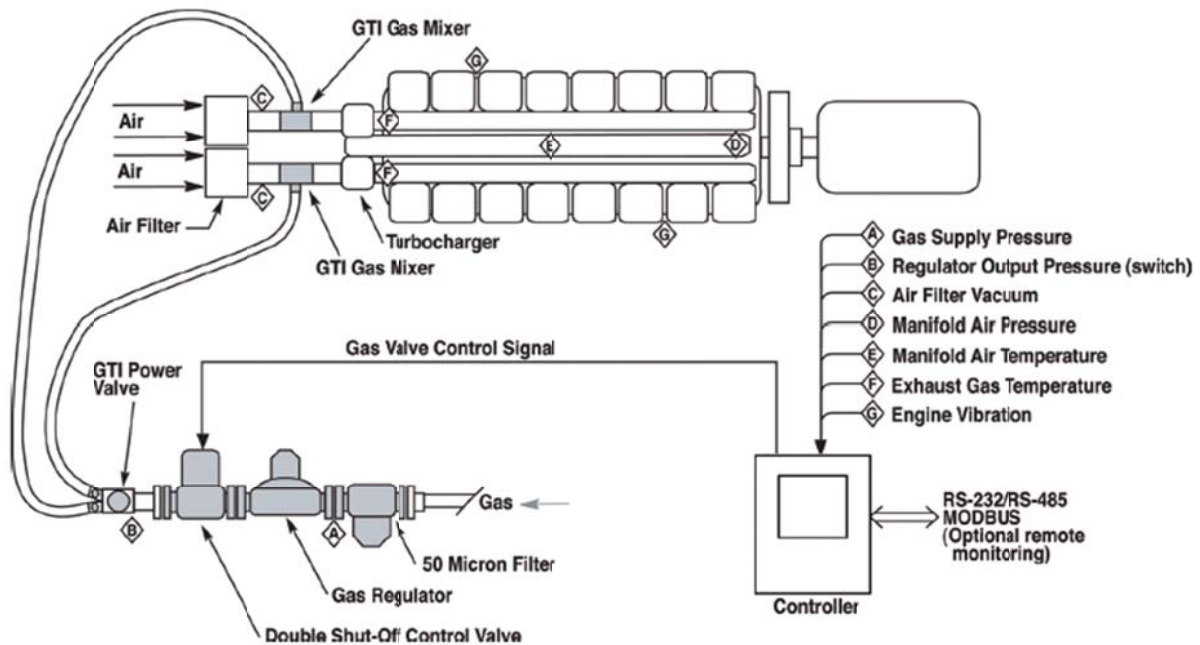 GTI Gas Mixer
G
C
Air
F
E
D
Air
F
C
Air Filter
G
Turbocharger
GTI Gas Nixer
A Gas Supply Pressure
B Regulator Output Pressure (switch)
C Air Filter Vacuum
D Manifold Air Pressure
E Manifold Air Temperature
F Exhaust Gas Temperature
G Engine Vibration
Gas Valve Control Signal
GTI Power
Valve
Gas
B
A
50 Micron Filter
Gas Regulator
Double Shut-Off Control Valve
RS-232/RS-485
MODBUS
(Optional remote
monitoring)
Controller